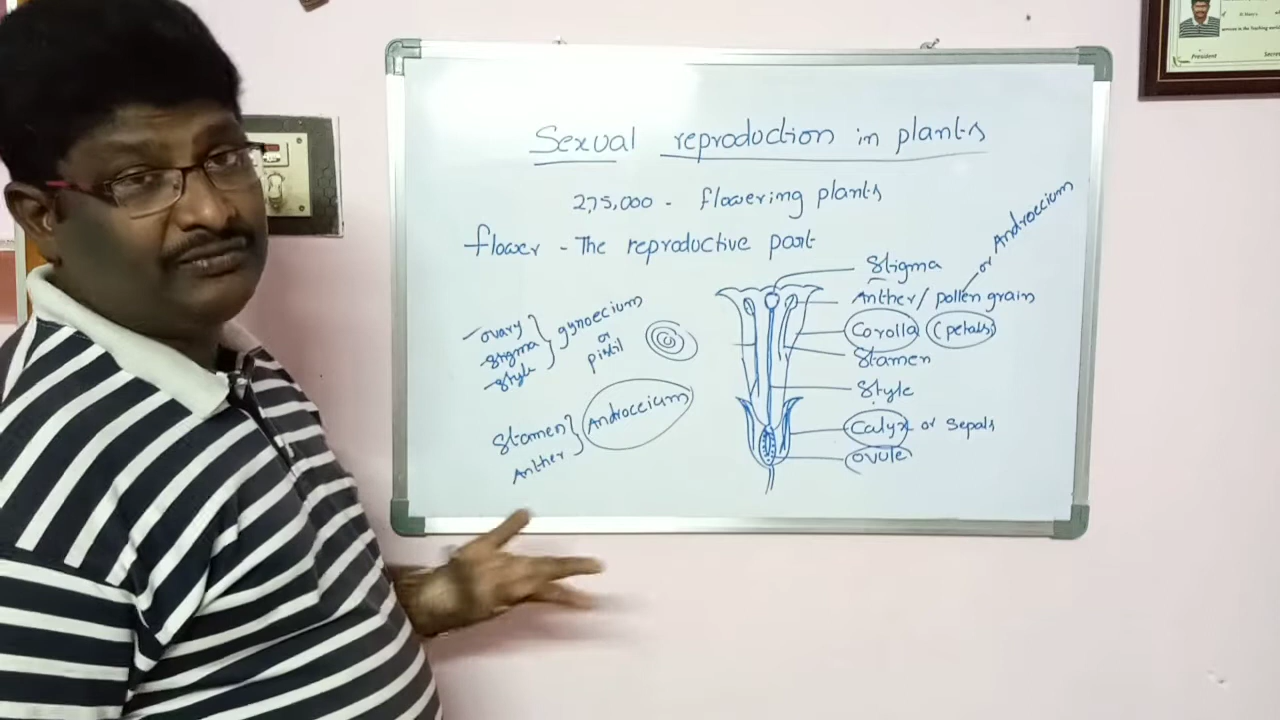 Sexual reproduction in plants
275,000 - flowering plants
flower - The reproductive part
or Androecium
Stigma
Anther / pollen grain
Corolla (petals)
Stamen
Style
Calyx or sepals
ovule
ovary
stigma
style
gynoecium
or
pistil
Stamen
Anther
Androecium
President